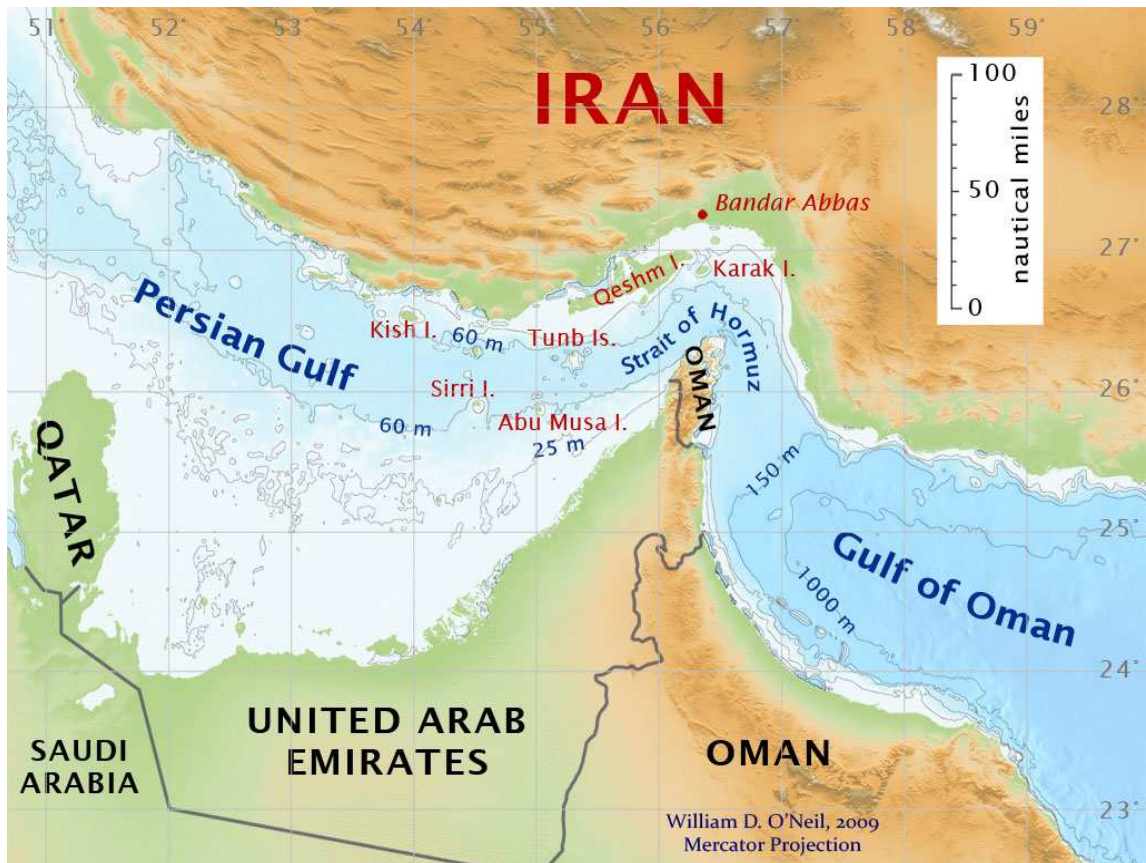 51° 52° 53° 54° 55° 56° 57° 58° 59°
IRAN
100
50
0
nautical miles
28°
Bandar Abbas
27°
Qeshm I.
Karak I.
Persian Gulf
Kish I.
60 m
Tunb Is.
Strait of Hormuz
OMAN
26°
Sirri I.
60 m
Abu Musa I.
25 m
QATAR
150 m
25°
Gulf of Oman
1000 m
24°
UNITED ARAB
EMIRATES
SAUDI
ARABIA
OMAN
23°
William D. O'Neil, 2009
Mercator Projection